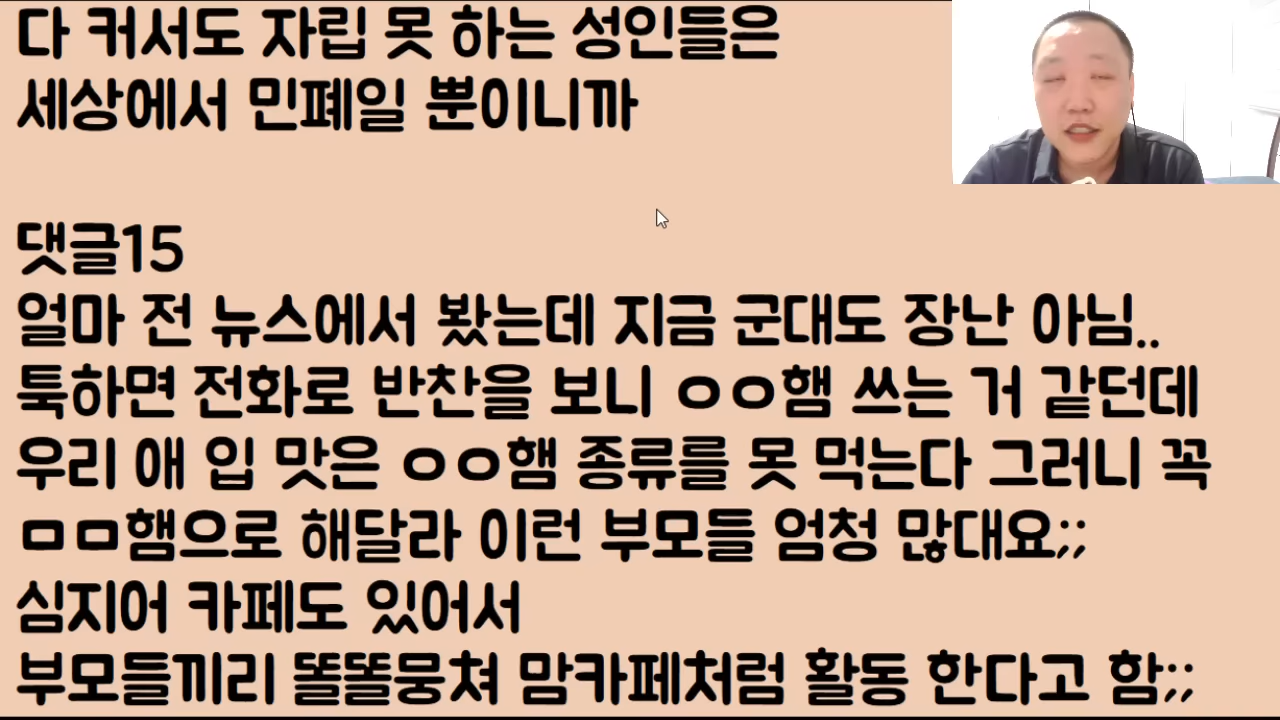 다 커서도 자립 못 하는 성인들은
세상에서 민폐일 뿐이니까
댓글15
얼마 전 뉴스에서 봤는데 지금 군대도 장난 아님..
툭하면 전화로 반찬을 보니 ㅇㅇ햄 쓰는 거 같던데
우리 애 입 맛은 ㅇㅇ햄 종류를 못 먹는다 그러니 꼭
ㅁㅁ햄으로 해달라 이런 부모들 엄청 많대요;;
심지어 카페도 있어서
부모들끼리 똘똘뭉쳐 맘카페처럼 활동 한다고 함;;